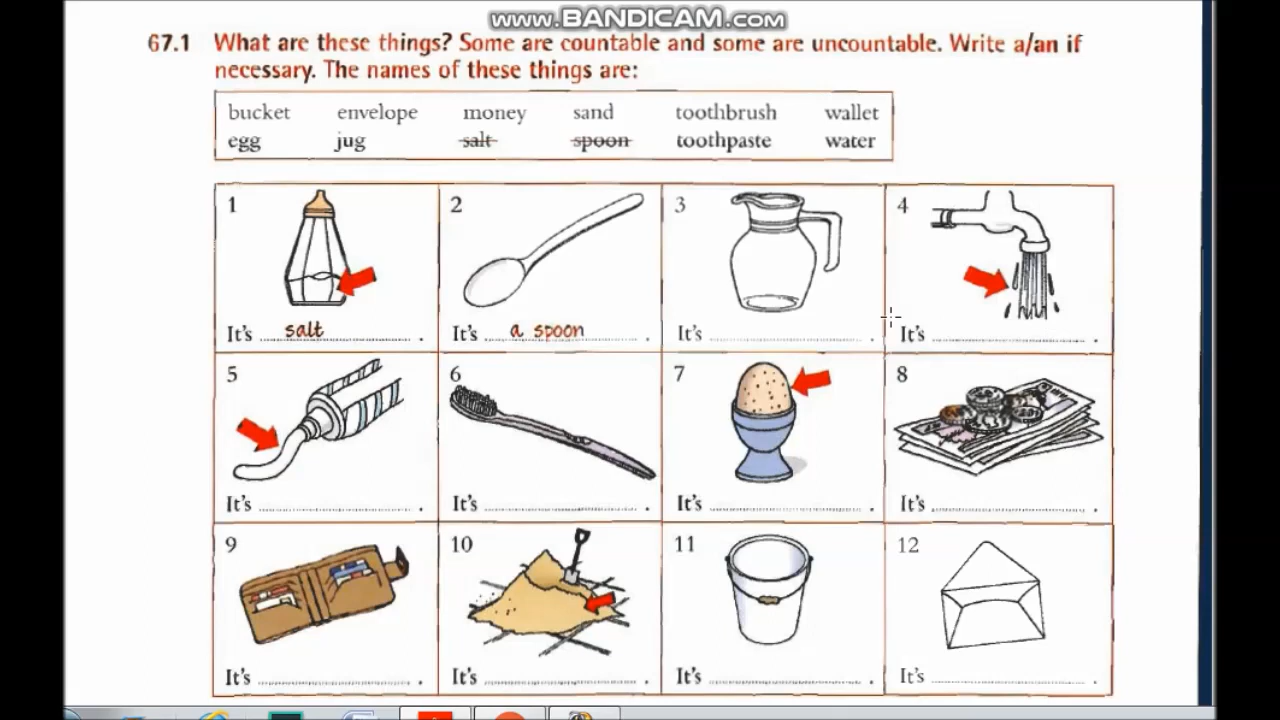 www.BANDICAM.com
67.1 What are these things? Some are countable and some are uncountable. Write a/an if
necessary. The names of these things are:
bucket envelope money sand toothbrush wallet
egg jug salt spoon toothpaste water
1
It's salt .
2
It's a spoon .
3
It's .
4
It's .
5
It's .
6
It's .
7
It's .
8
It's .
9
It's .
10
It's .
11
It's .
12
It's .